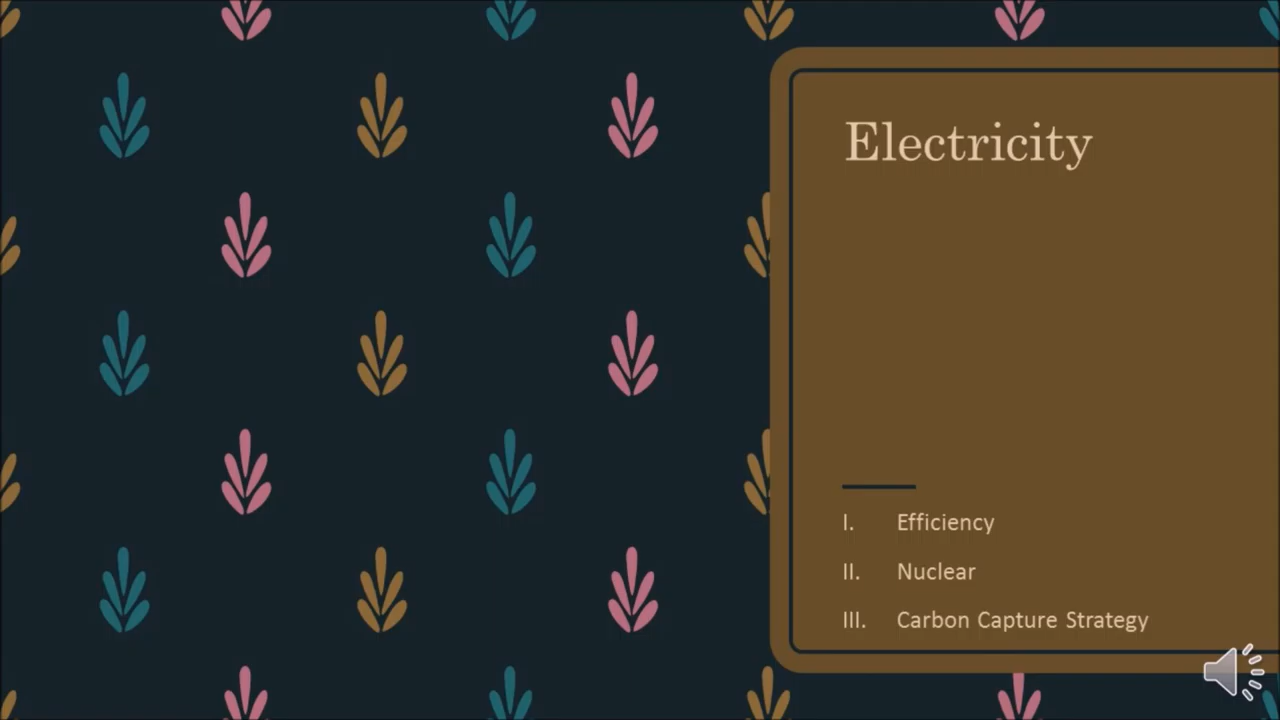 Electricity
I. Efficiency
II. Nuclear
III. Carbon Capture Strategy